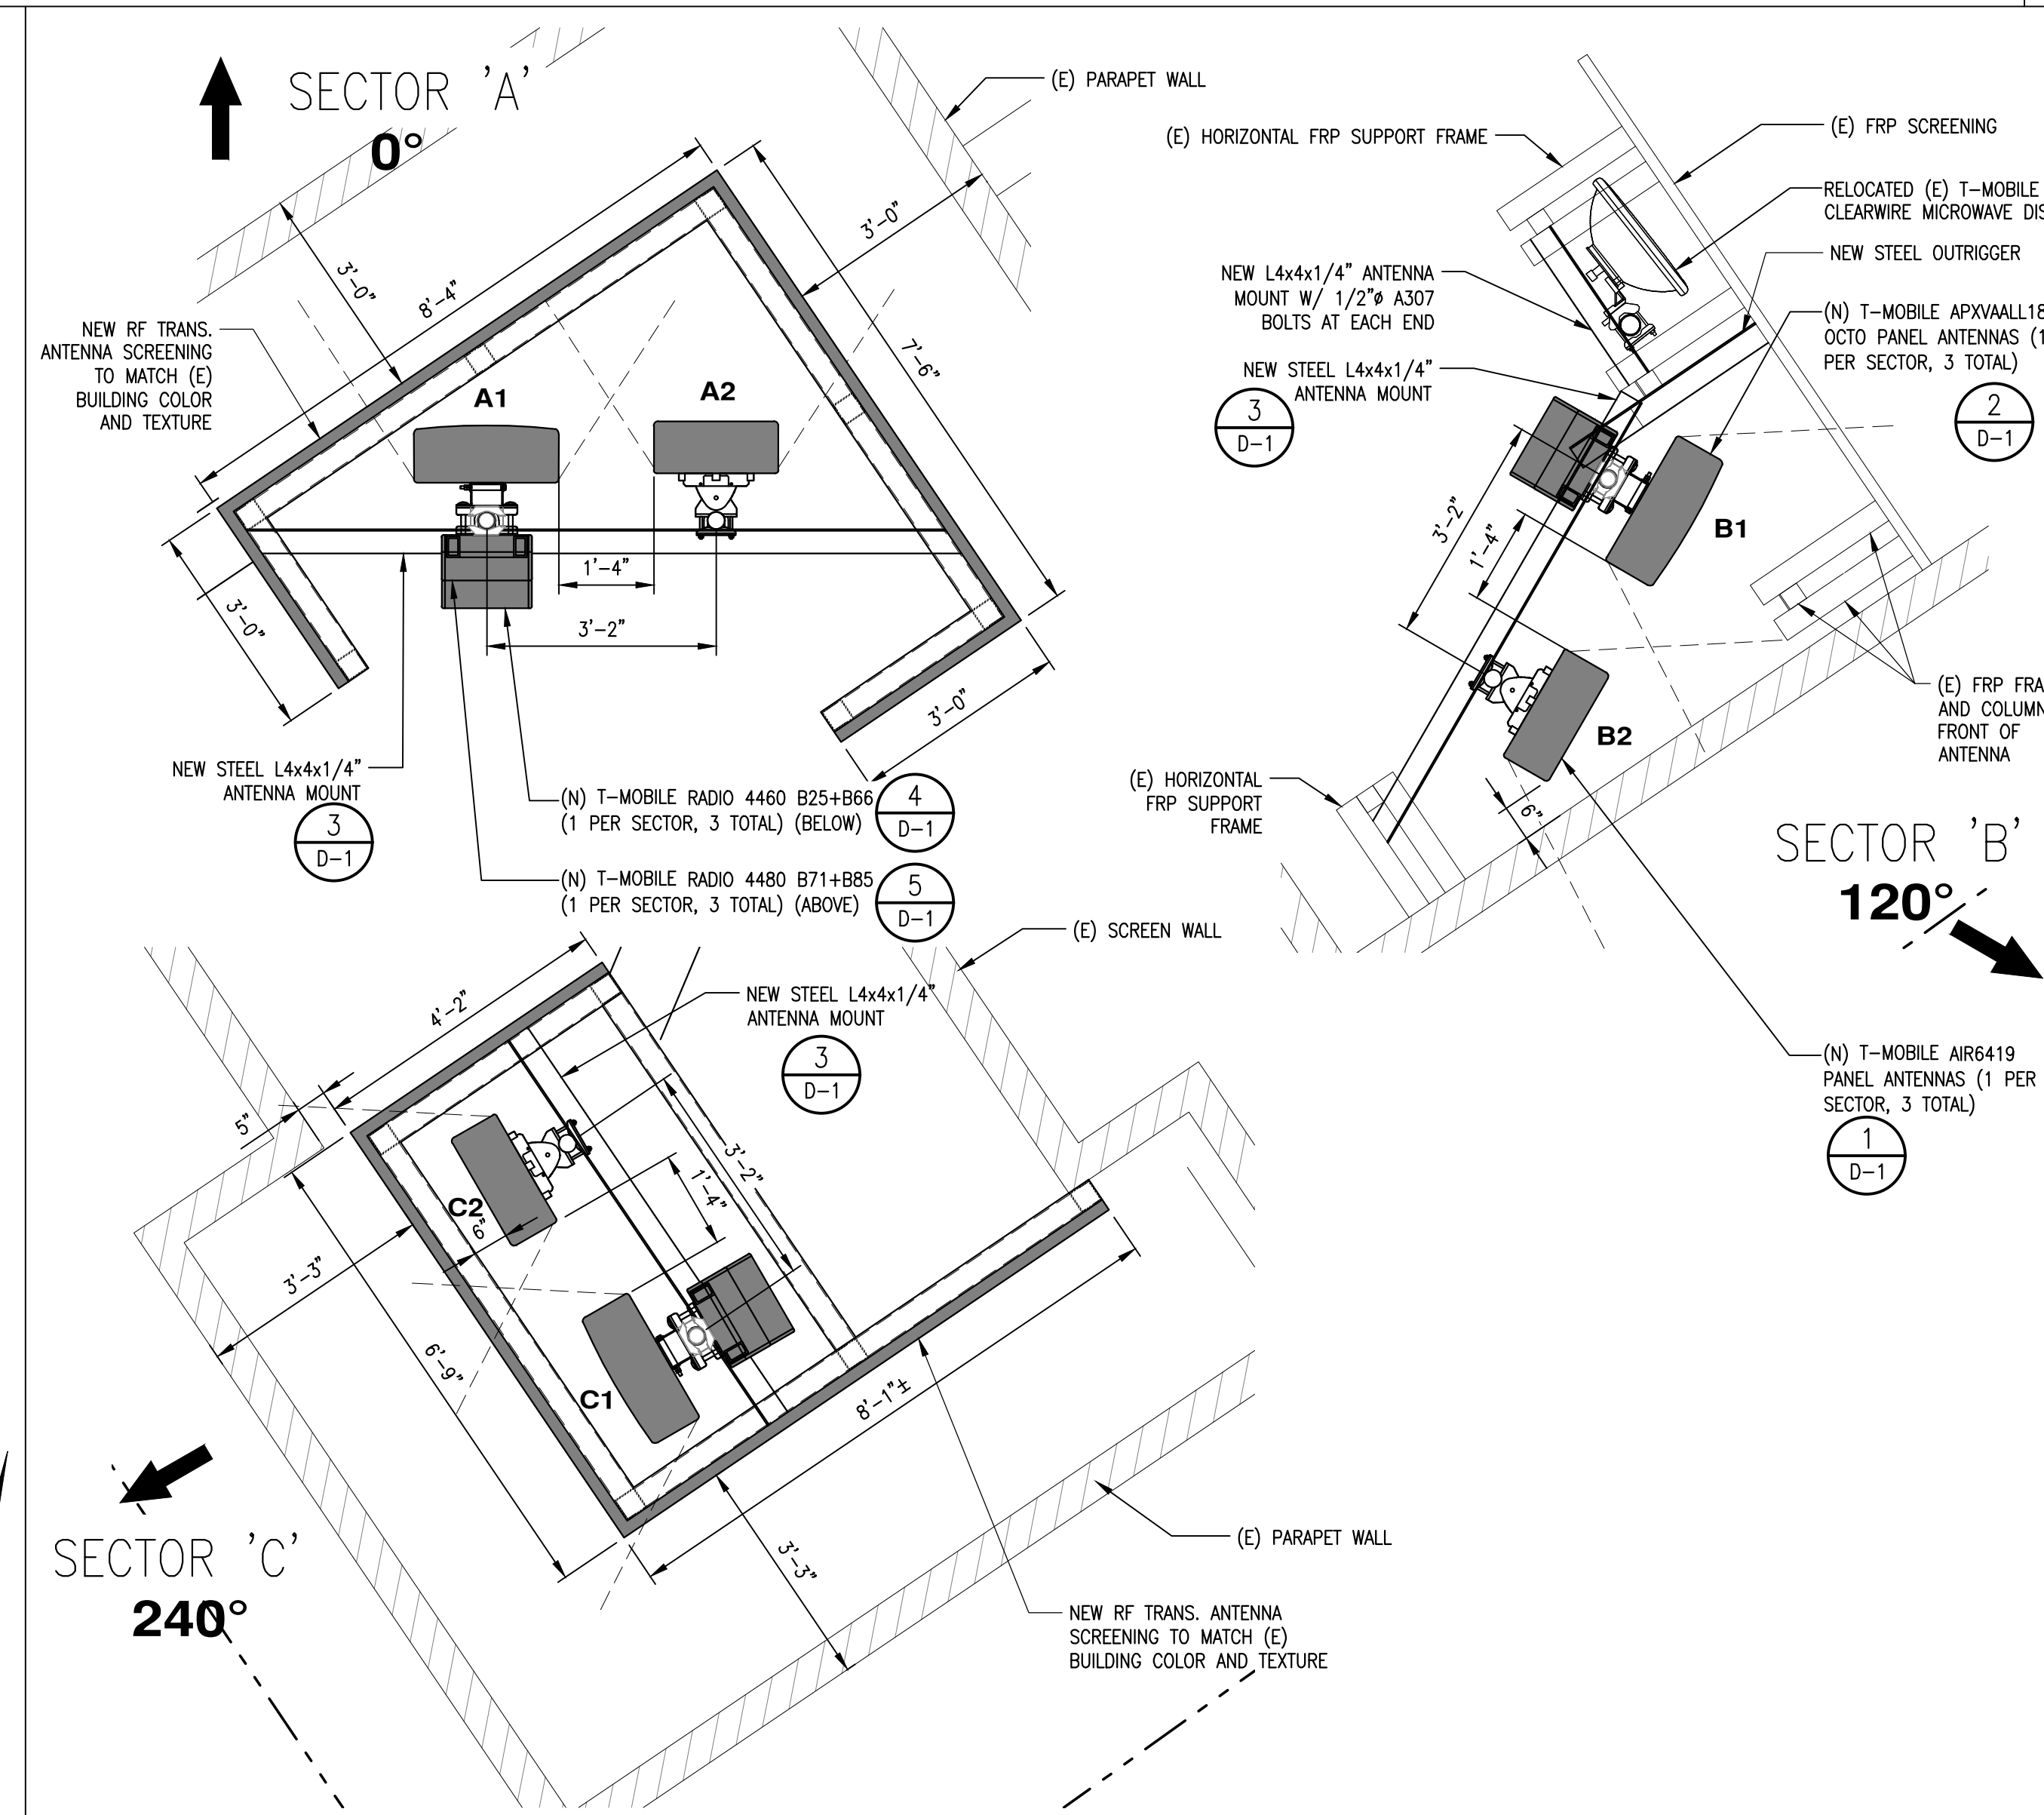 SECTOR 'A'
0°
(E) PARAPET WALL
3'-0"
8'-4"
3'-0"
7'-6"
NEW RF TRANS.
ANTENNA SCREENING
TO MATCH (E)
BUILDING COLOR
AND TEXTURE
A1
A2
1'-4"
3'-2"
3'-0"
3'-0"
NEW STEEL L4x4x1/4"
ANTENNA MOUNT
3
D-1
(N) T-MOBILE RADIO 4460 B25+B66
(1 PER SECTOR, 3 TOTAL) (BELOW)
4
D-1
(N) T-MOBILE RADIO 4480 B71+B85
(1 PER SECTOR, 3 TOTAL) (ABOVE)
5
D-1
(E) HORIZONTAL FRP SUPPORT FRAME
(E) FRP SCREENING
RELOCATED (E) T-MOBILE
CLEARWIRE MICROWAVE DIS
NEW STEEL OUTRIGGER
NEW L4x4x1/4" ANTENNA
MOUNT W/ 1/2"ø A307
BOLTS AT EACH END
(N) T-MOBILE APXVAALL18
OCTO PANEL ANTENNAS (1
PER SECTOR, 3 TOTAL)
2
D-1
NEW STEEL L4x4x1/4"
ANTENNA MOUNT
3
D-1
3'-2"
1'-4"
B1
B2
6"
(E) FRP FRA
AND COLUMN
FRONT OF
ANTENNA
(E) HORIZONTAL
FRP SUPPORT
FRAME
SECTOR 'B'
120°
(N) T-MOBILE AIR6419
PANEL ANTENNAS (1 PER
SECTOR, 3 TOTAL)
1
D-1
(E) SCREEN WALL
NEW STEEL L4x4x1/4"
ANTENNA MOUNT
3
D-1
4'-2"
5"
3'-2"
1'-4"
C2
6"
3'-3"
6'-9"
C1
8'-1"±
3'-3"
SECTOR 'C'
240°
(E) PARAPET WALL
NEW RF TRANS. ANTENNA
SCREENING TO MATCH (E)
BUILDING COLOR AND TEXTURE